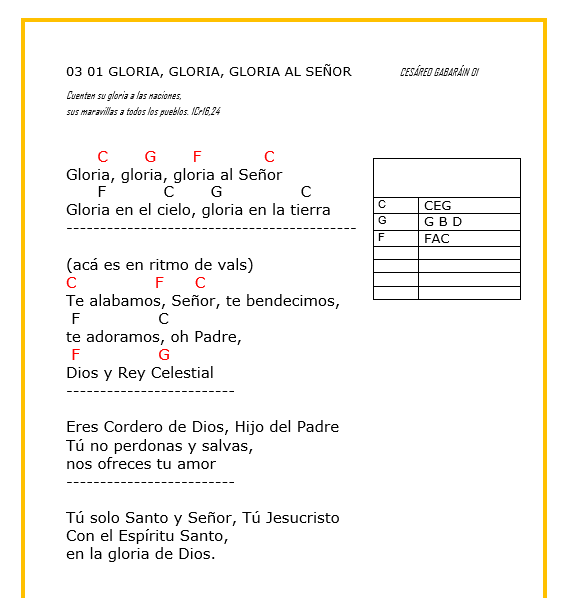 03 01 GLORIA, GLORIA, GLORIA AL SEÑOR
CESÁREO GABARÁIN 01
Cuenten su gloria a las naciones,
sus maravillas a todos los pueblos. 1Cr16,24
C G F C
Gloria, gloria, gloria al Señor
F C G C
Gloria en el cielo, gloria en la tierra
-------------------------------------------
(acá es en ritmo de vals)
C F C
Te alabamos, Señor, te bendecimos,
F C
te adoramos, oh Padre,
F G
Dios y Rey Celestial
-------------------------
Eres Cordero de Dios, Hijo del Padre
Tú no perdonas y salvas,
nos ofreces tu amor
-------------------------
Tú solo Santo y Señor, Tú Jesucristo
Con el Espíritu Santo,
en la gloria de Dios.
C CEG
G G B D
F FAC